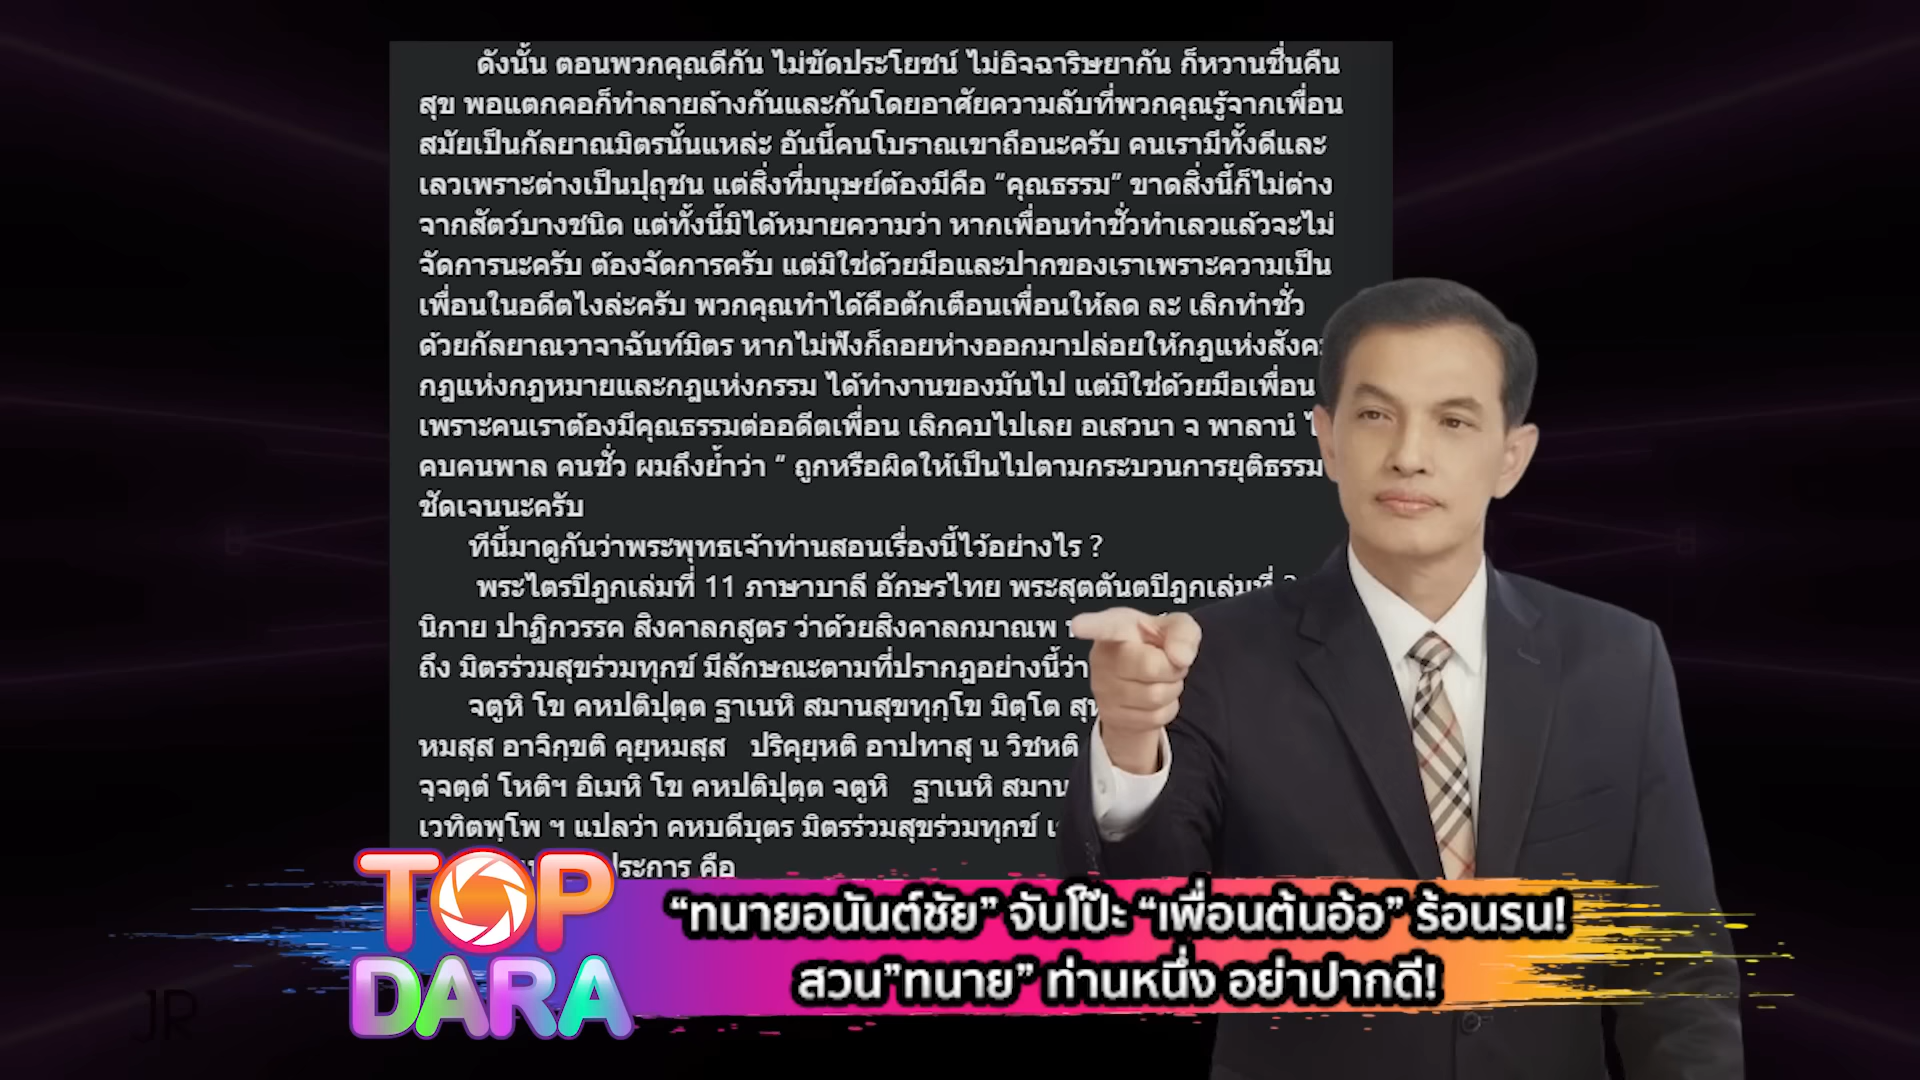 ดังนั้น ตอนพวกคุณดีกัน ไม่ขัดประโยชน์ ไม่อิจฉาริษยากัน ก็หวานชื่นคืน
สุข พอแตกคอก็ทำลายล้างกันและกันโดยอาศัยความลับที่พวกคุณรู้จากเพื่อน
สมัยเป็นกัลยาณมิตรนั้นแหล่ะ อันนี้คนโบราณเขาถือนะครับ คนเรามีทั้งดีและ
เลวเพราะต่างเป็นปุถุชน แต่สิ่งที่มนุษย์ต้องมีคือ “คุณธรรม” ขาดสิ่งนี้ก็ไม่ต่าง
จากสัตว์บางชนิด แต่ทั้งนี้มิได้หมายความว่า หากเพื่อนทำชั่วทำเลวแล้วจะไม่
จัดการนะครับ ต้องจัดการครับ แต่มิใช่ด้วยมือและปากของเราเพราะความเป็น
เพื่อนในอดีตไงล่ะครับ พวกคุณทำได้คือตักเตือนเพื่อนให้ลด ละ เลิกทำชั่ว
ด้วยกัลยาณวาจาฉันท์มิตร หากไม่ฟังก็ถอยห่างออกมาปล่อยให้กฎแห่งสังค
กฎแห่งกฎหมายและกฎแห่งกรรม ได้ทำงานของมันไป แต่มิใช่ด้วยมือเพื่อน
เพราะคนเราต้องมีคุณธรรมต่ออดีตเพื่อน เลิกคบไปเลย อเสวนา จ พาลานํ
คบคนพาล คนชั่ว ผมถึงย้ำว่า “ ถูกหรือผิดให้เป็นไปตามกระบวนการยุติธรรม
ชัดเจนนะครับ
ทีนี้มาดูกันว่าพระพุทธเจ้าท่านสอนเรื่องนี้ไว้อย่างไร ?
พระไตรปิฎกเล่มที่ 11 ภาษาบาลี อักษรไทย พระสุตตันตปิฎกเล่มที่
นิกาย ปาฏิกวรรค สิงคาลกสูตร ว่าด้วยสิงคาลกมาณพ
ถึง มิตรร่วมสุขร่วมทุกข์ มีลักษณะตามที่ปรากฎอย่างนี้ว่า
จตูหิ โข คหปติปุตฺต ฐาเนหิ สมานสุขทุกฺโข มิตฺโต
หมสฺส อาจิกฺขติ คุยฺหมสฺส ปริคุยฺหติ อาปทาสุ น วิชหติ
จฺจตฺตํ โหติฯ อิเมหิ โข คหปติปุตฺต จตูหิ ฐาเนหิ สมาน
เวทิตพฺโพ ฯ แปลว่า คหบดีบุตร มิตรร่วมสุขร่วมทุกข์
ประการ คือ
TOP
DARA
“ทนายอนันต์ชัย” จับโป๊ะ “เพื่อนต้นอ้อ” ร้อนรน!
สวน”ทนาย” ท่านหนึ่ง อย่าปากดี!
JR